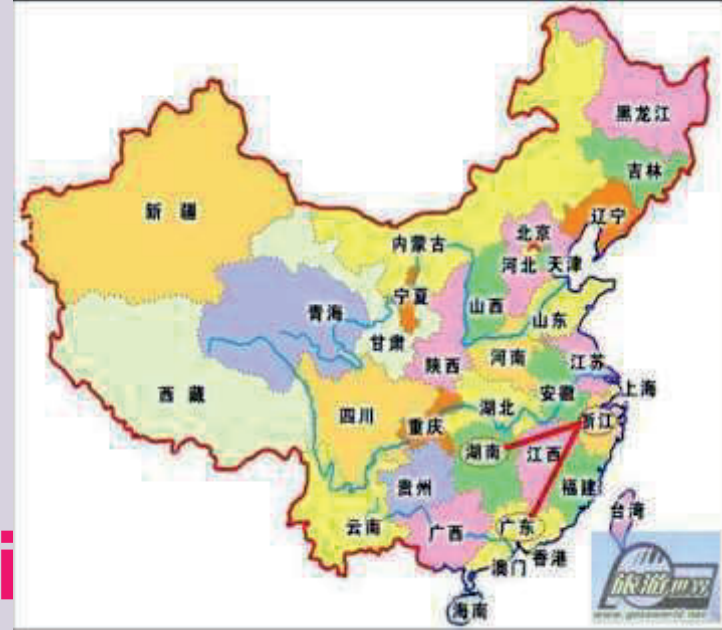 黑龙江
吉林
辽宁
新疆
内蒙古
北京
河北
天津
宁夏
青海
山西
山东
甘肃
陕西
河南
江苏
西藏
安徽
上海
四川
湖北
重庆
浙江
湖南
江西
贵州
福建
台湾
云南
广西
广东
香港
澳门
海南
旅游世界